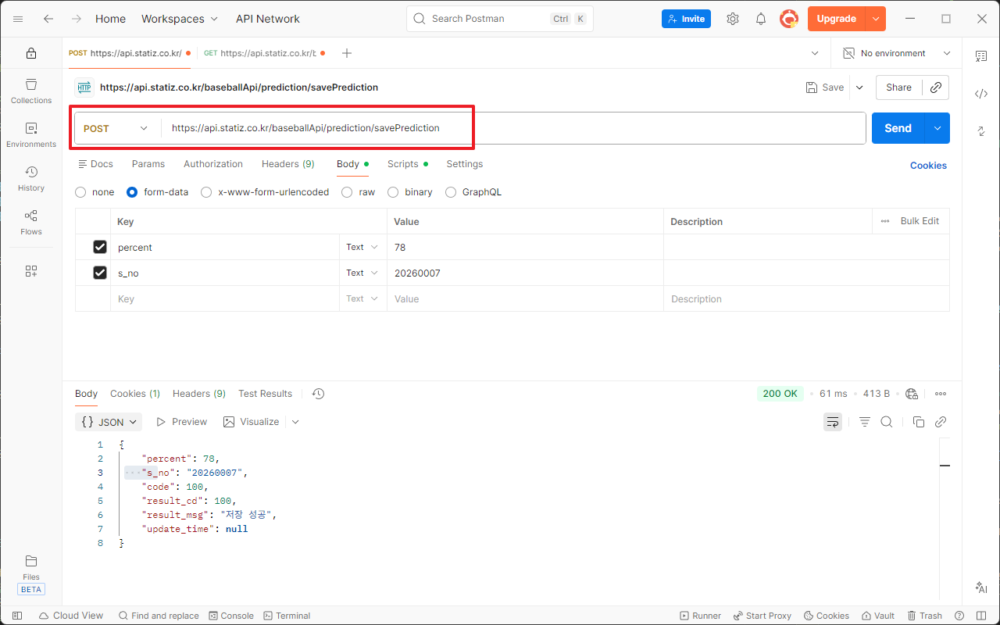 Home Workspaces API Network Search Postman Ctrl K Invite Upgrade
POST https://api.statiz.co.kr/ GET https://api.statiz.co.kr/b No environment
HTTP https://api.statiz.co.kr/baseballApi/prediction/savePrediction Save Share
POST https://api.statiz.co.kr/baseballApi/prediction/savePrediction Send
Docs Params Authorization Headers (9) Body Scripts Settings Cookies
none form-data x-www-form-urlencoded raw binary GraphQL
Key Value Description Bulk Edit
percent Text 78
s_no Text 20260007
Key Text Value Description
Collections
Environments
History
Flows
Files
BETA
Body Cookies (1) Headers (9) Test Results 200 OK 61 ms 413 B
{} JSON Preview Visualize
1 {
2 "percent": 78,
3 "s_no": "20260007",
4 "code": 100,
5 "result_cd": 100,
6 "result_msg": "저장 성공",
7 "update_time": null
8 }
AI
Cloud View Find and replace Console Terminal Runner Start Proxy Cookies Vault Trash